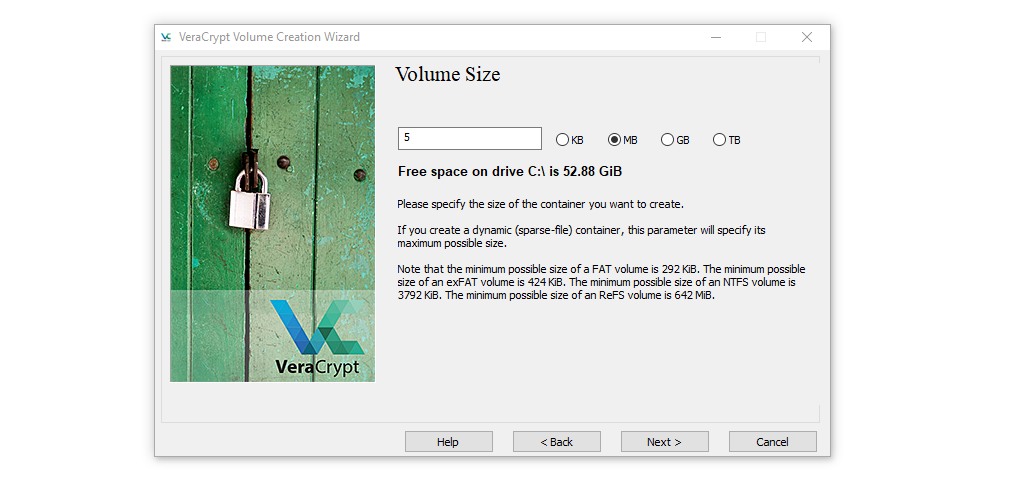 VeraCrypt Volume Creation Wizard
Volume Size
5
KB
MB
GB
TB
Free space on drive C:\ is 52.88 GiB
Please specify the size of the container you want to create.
If you create a dynamic (sparse-file) container, this parameter will specify its
maximum possible size.
Note that the minimum possible size of a FAT volume is 292 KiB. The minimum possible
size of an exFAT volume is 424 KiB. The minimum possible size of an NTFS volume is
3792 KiB. The minimum possible size of an ReFS volume is 642 MiB.
VeraCrypt
Help
< Back
Next >
Cancel